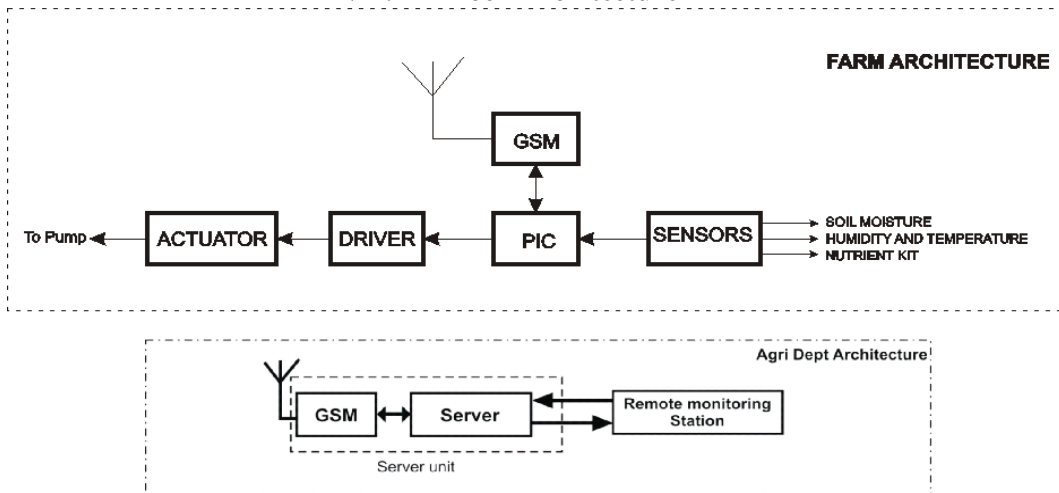 FARM ARCHITECTURE
GSM
To Pump
ACTUATOR
DRIVER
PIC
SENSORS
SOIL MOISTURE
HUMIDITY AND TEMPERATURE
NUTRIENT KIT
Agri Dept Architecture
GSM
Server
Remote monitoring
Station
Server unit